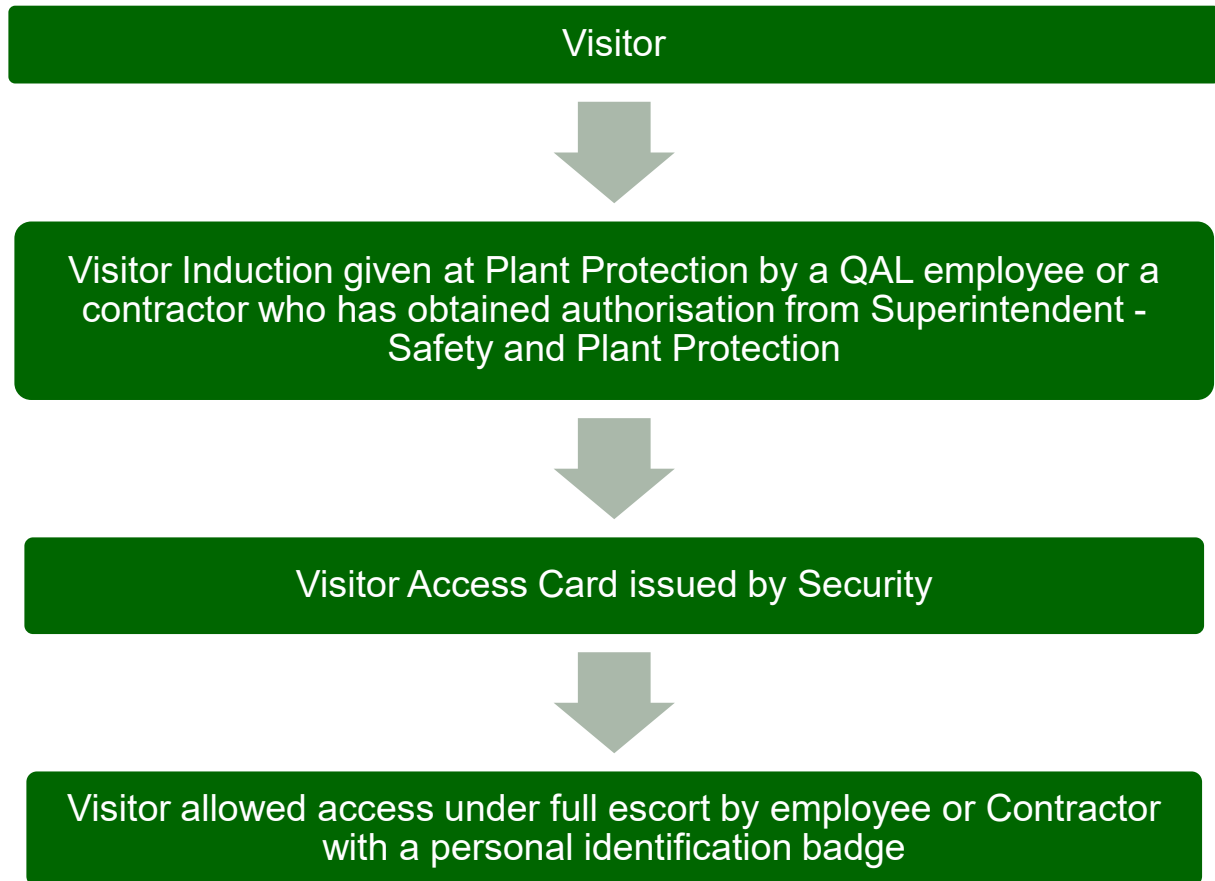 Visitor
Visitor Induction given at Plant Protection by a QAL employee or a
contractor who has obtained authorisation from Superintendent -
Safety and Plant Protection
Visitor Access Card issued by Security
Visitor allowed access under full escort by employee or Contractor
with a personal identification badge